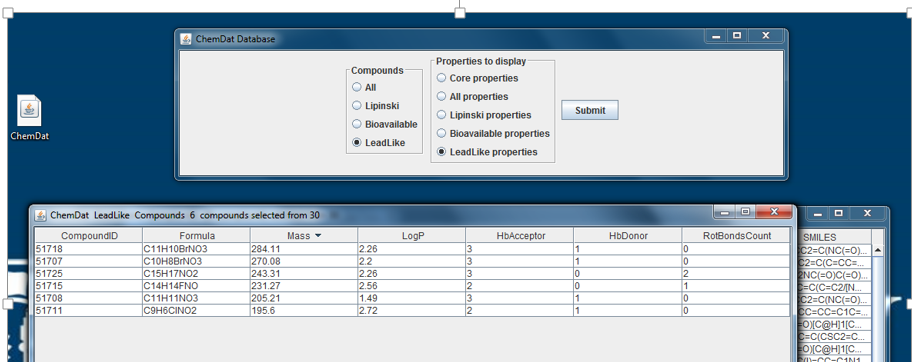 ChemDat Database
Compounds
All
Lipinski
Bioavailable
LeadLike
Properties to display
Core properties
All properties
Lipinski properties
Bioavailable properties
LeadLike properties
Submit
ChemDat
ChemDat LeadLike Compounds 6 compounds selected from 30
CompoundID Formula Mass LogP HbAcceptor HbDonor RotBondsCount
51718 C11H10BrNO3 284.11 2.26 3 1 0
51707 C10H8BrNO3 270.08 2.2 3 1 0
51725 C15H17NO2 243.31 2.26 3 0 2
51715 C14H14FNO 231.27 2.56 2 0 1
51708 C11H11NO3 205.21 1.49 3 1 0
51711 C9H6ClNO2 195.6 2.72 2 1 0
SMILES
C2=C(NC(=O)...
C2=C(C=CC=...
2NC(=O)C(=O)...
=C(C=C2/[N...
C2=C(NC(=O)...
CC=CC=C1C=...
=O)[C@H]1[C...
C=C(CSC2=C...
=O)[C@H]1[C...